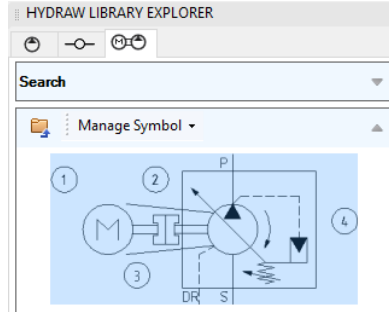 HYDRAW LIBRARY EXPLORER
M
Search
Manage Symbol
P
1
2
M
4
3
DR S